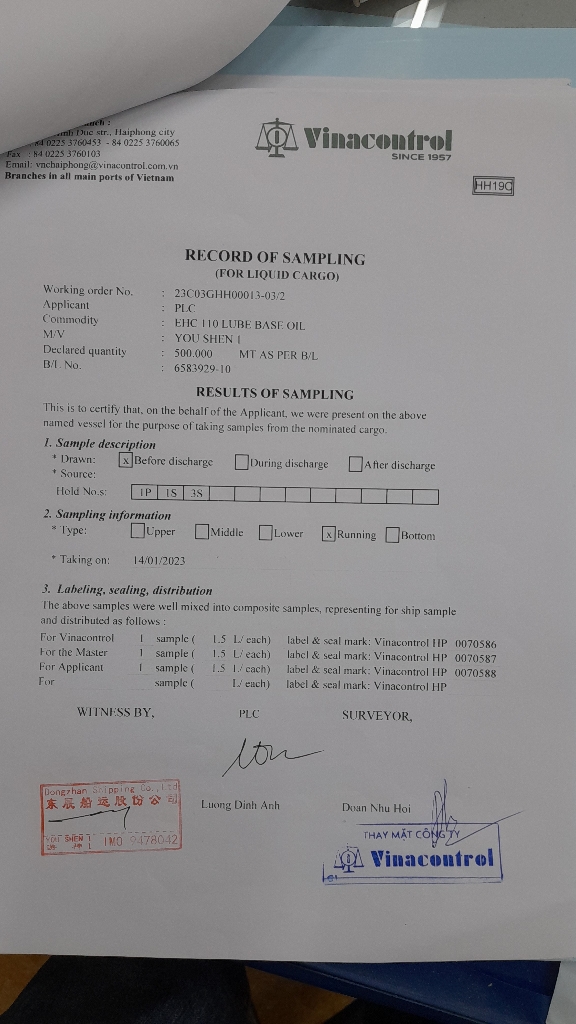 Duc str., Haiphong city
84 0225 3760453 - 84 0225 3760065
Fax : 84 0225 3760103
Email: vnchaiphong@vinacontrol.com.vn
Branches in all main ports of Vietnam
Vinacontrol
SINCE 1957
HH19C
RECORD OF SAMPLING
(FOR LIQUID CARGO)
Working order No. : 23C03GHH00013-03/2
Applicant : PLC
Commodity : EHC 110 LUBE BASE OIL
M/V : YOU SHEN 1
Declared quantity : 500.000 MT AS PER B/L
B/L No. : 6583929-10
RESULTS OF SAMPLING
This is to certify that, on the behalf of the Applicant, we were present on the above
named vessel for the purpose of taking samples from the nominated cargo.
1. Sample description
* Drawn: x Before discharge During discharge After discharge
* Source:
Hold No.s: 1P 1S 3S
2. Sampling information
* Type: Upper Middle Lower x Running Bottom
* Taking on: 14/01/2023
3. Labeling, sealing, distribution
The above samples were well mixed into composite samples, representing for ship sample
and distributed as follows :
For Vinacontrol 1 sample ( 1.5 L/ each) label & seal mark: Vinacontrol HP 0070586
For the Master 1 sample ( 1.5 L/ each) label & seal mark: Vinacontrol HP 0070587
For Applicant 1 sample ( 1.5 L/ each) label & seal mark: Vinacontrol HP 0070588
For sample ( L/ each) label & seal mark: Vinacontrol HP
WITNESS BY, PLC SURVEYOR,
Dongzhan Shipping Co., Ltd
东展船运股份公司
YOU SHEN 1 IMO 9478042
Luong Dinh Anh
Doan Nhu Hoi
THAY MẶT CÔNG TY
Vinacontrol